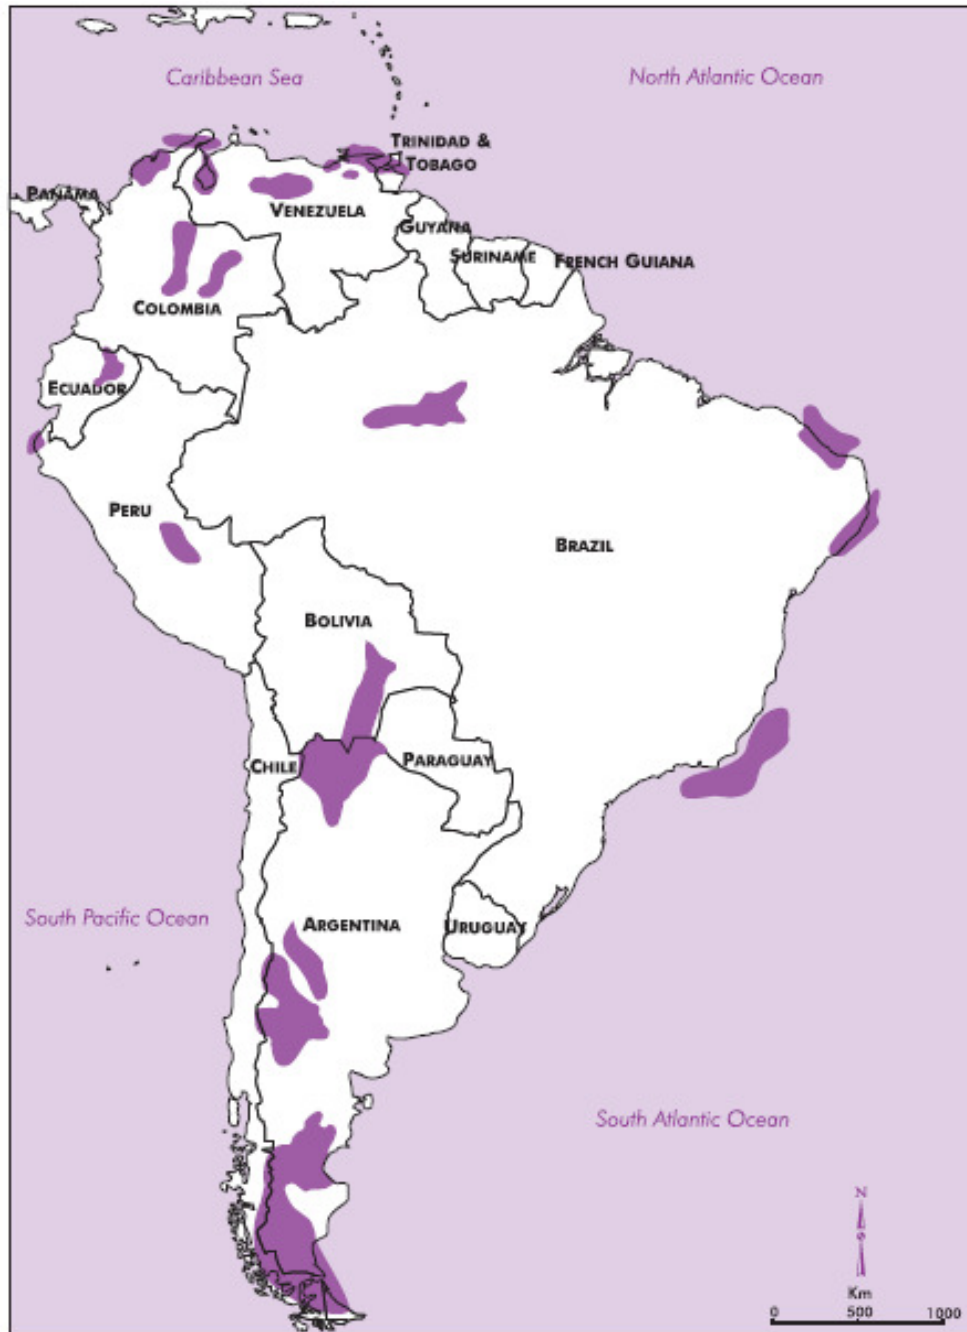 Caribbean Sea
North Atlantic Ocean
TRINIDAD &
TOBAGO
PANÁMA
VENEZUELA
GUYANA
SURINAME
FRENCH GUIANA
COLOMBIA
ECUADOR
PERU
BRAZIL
BOLIVIA
CHILE
PARAGUAY
South Pacific Ocean
ARGENTINA
URUGUAY
South Atlantic Ocean
N
S
Km
0 500 1000